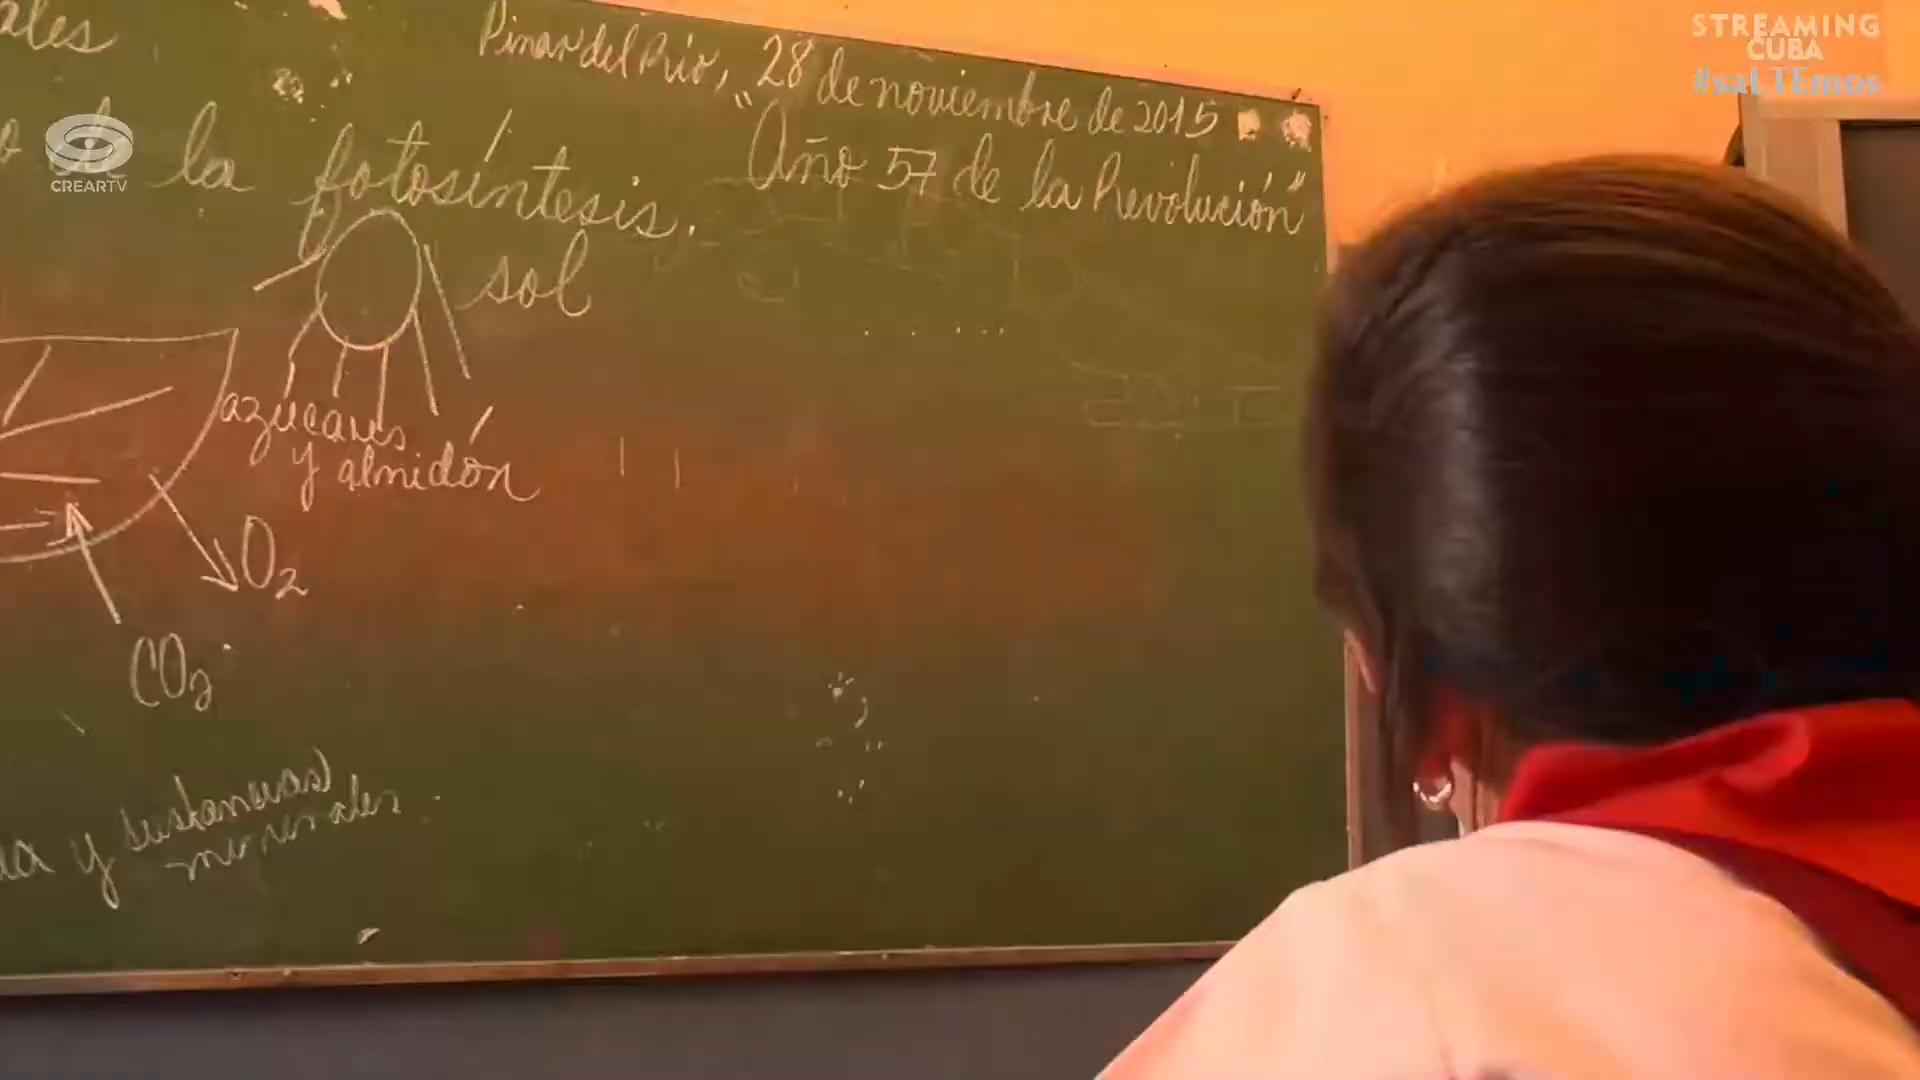 ales
Pinar del Río, 28 de noviembre de 2015
"Año 57 de la Revolución"
o de la fotosíntesis.
sol
azúcares
y almidón
O2
CO2
y sustancias
minerales
CREARTV
STREAMING
CUBA
#saLTEmos